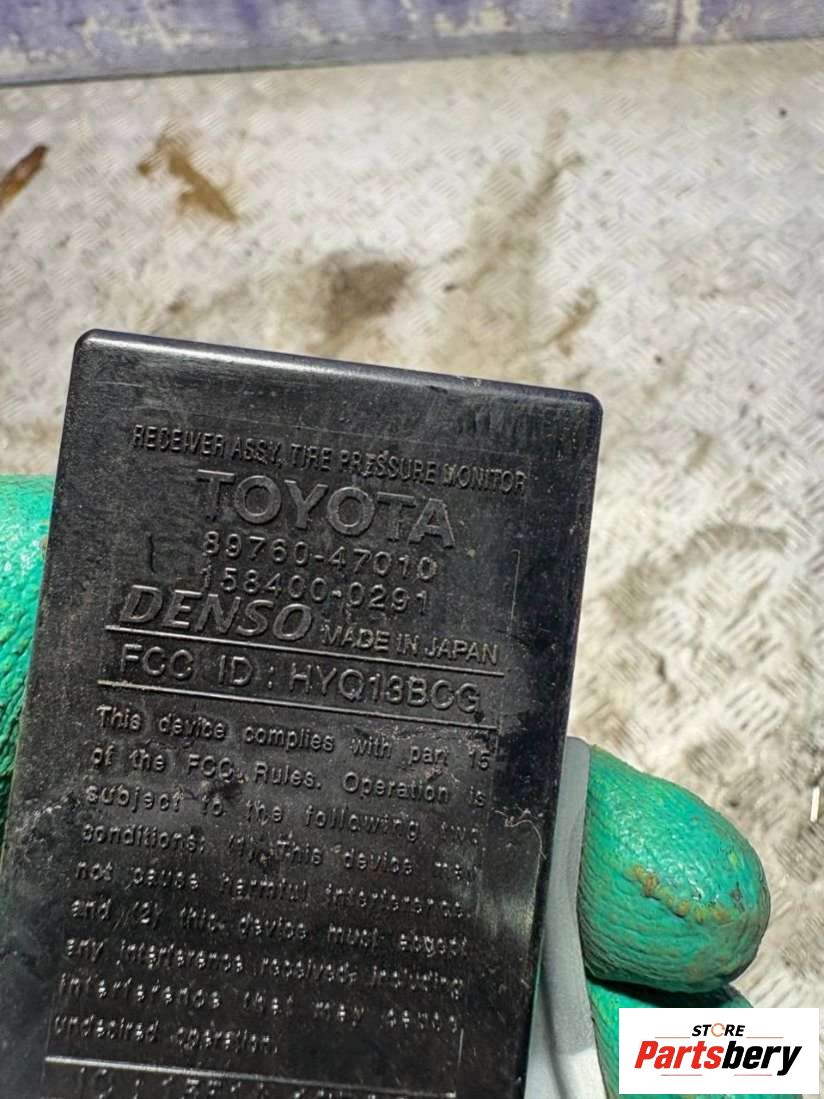 RECEIVER ASSY, TIRE PRESSURE MONITOR
TOYOTA
89760-47010
158400-0291
DENSO MADE IN JAPAN
FCC ID : HYQ13BCG
This device complies with part 15
of the FCC Rules. Operation is
subject to the following two
conditions: (1) This device may
not cause harmful interference,
and (2) this device must accept
any interference received, including
interference that may cause
undesired operation.
STORE
Partsbery